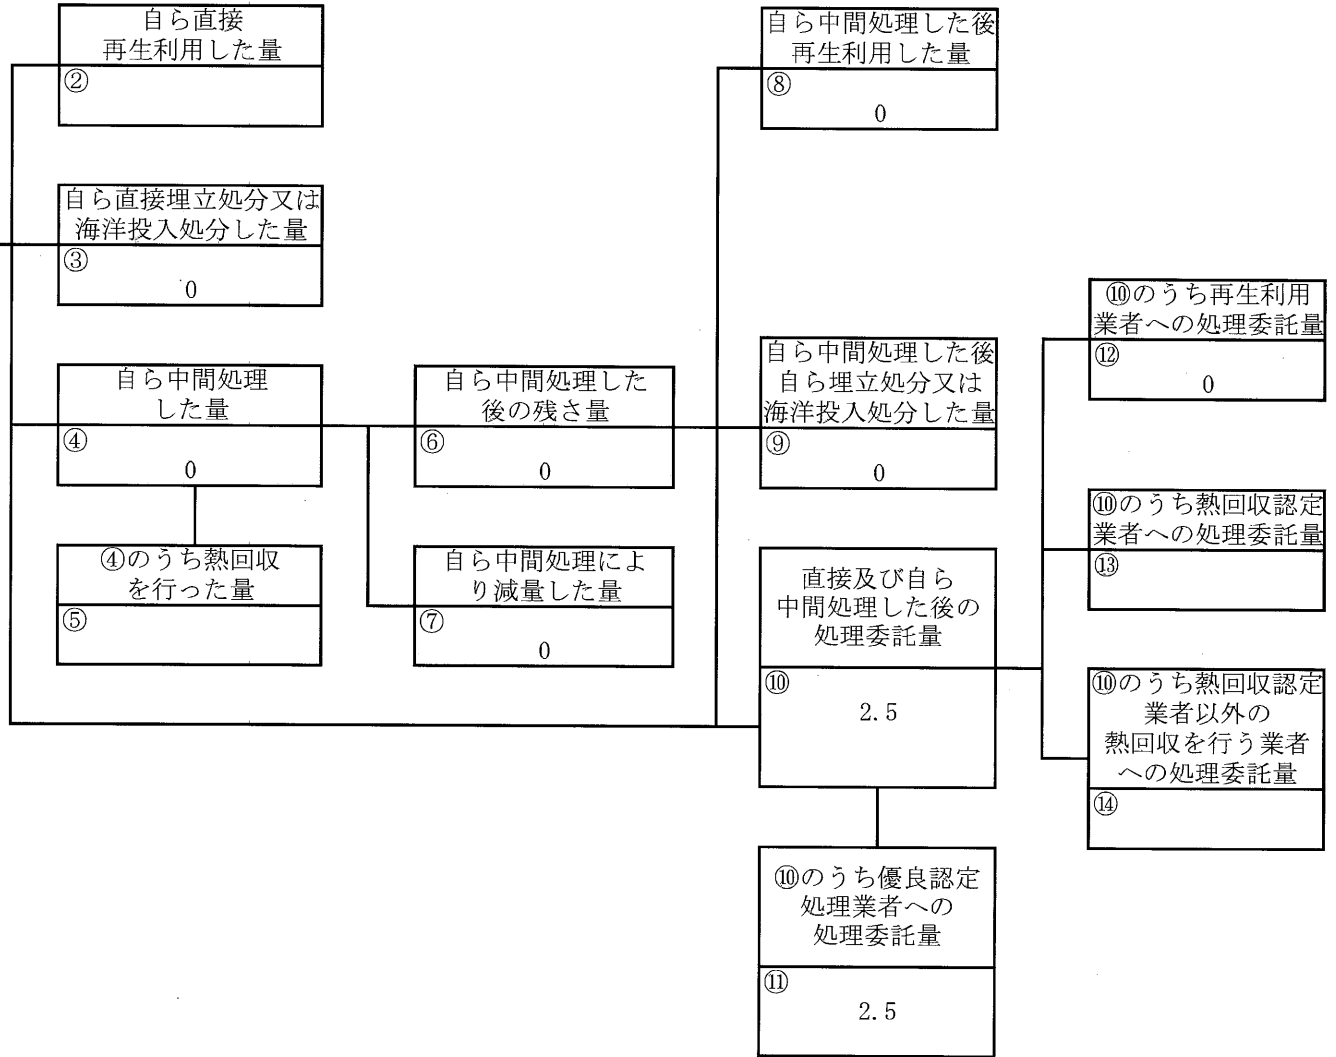 自ら直接
再生利用した量
②
自ら直接埋立処分又は
海洋投入処分した量
③
0
自ら中間処理
した量
④
0
④のうち熱回収
を行った量
⑤
自ら中間処理した
後の残さ量
⑥
0
自ら中間処理によ
り減量した量
⑦
0
自ら中間処理した後
再生利用した量
⑧
0
自ら中間処理した後
自ら埋立処分又は
海洋投入処分した量
⑨
0
直接及び自ら
中間処理した後の
処理委託量
⑩
2.5
⑩のうち優良認定
処理業者への
処理委託量
⑪
2.5
⑩のうち再生利用
業者への処理委託量
⑫
0
⑩のうち熱回収認定
業者への処理委託量
⑬
⑩のうち熱回収認定
業者以外の
熱回収を行う業者
への処理委託量
⑭